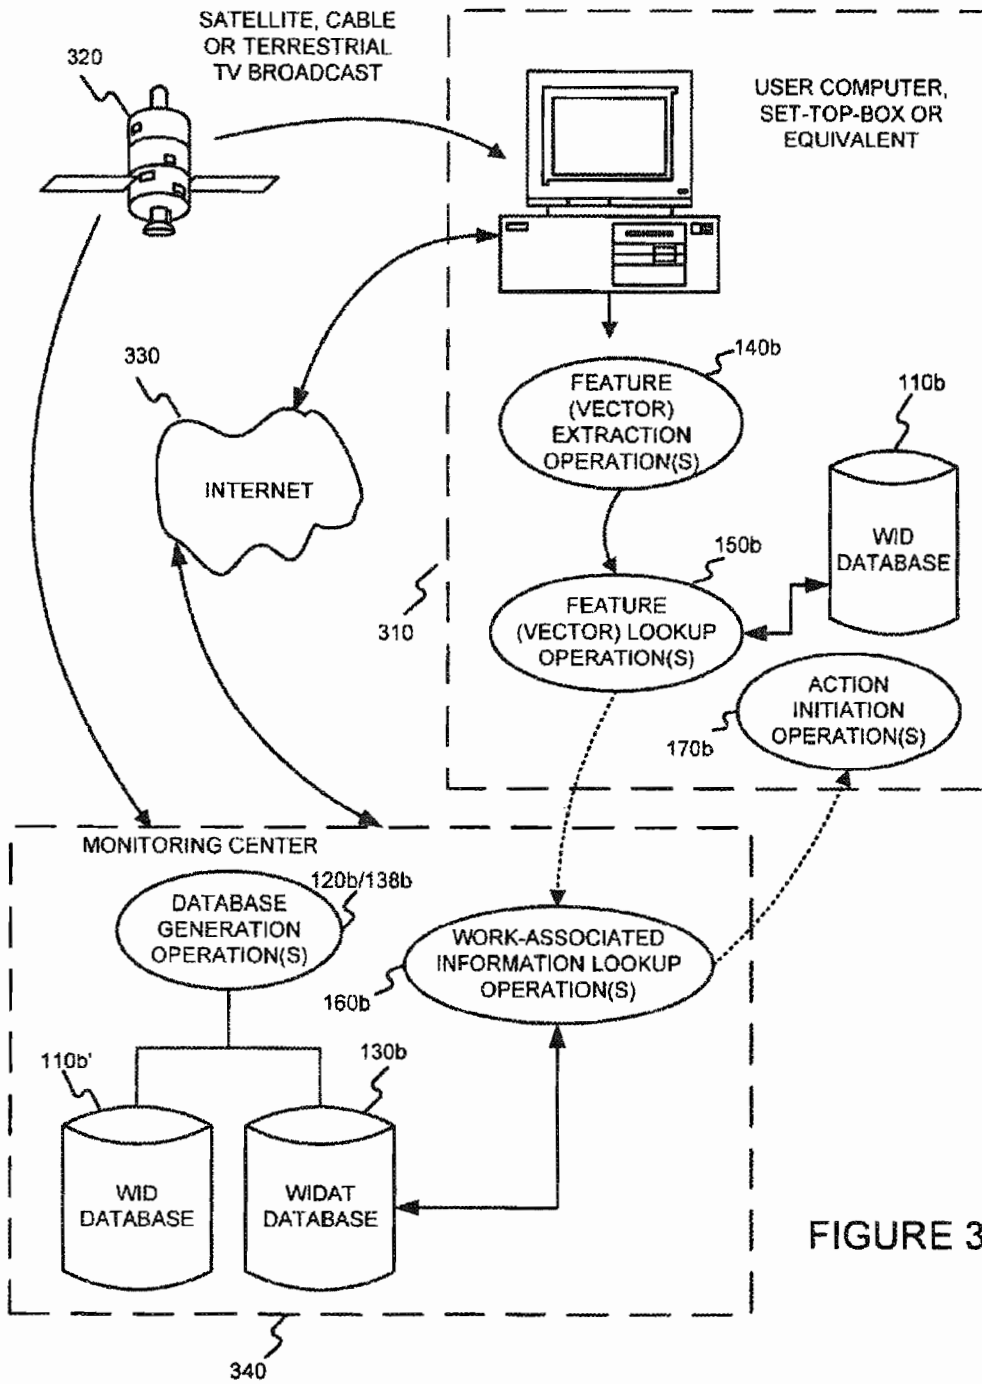 SATELLITE, CABLE
OR TERRESTRIAL
TV BROADCAST
320
USER COMPUTER,
SET-TOP-BOX OR
EQUIVALENT
330
INTERNET
140b
FEATURE
(VECTOR)
EXTRACTION
OPERATION(S)
110b
WID
DATABASE
150b
FEATURE
(VECTOR) LOOKUP
OPERATION(S)
310
ACTION
INITIATION
OPERATION(S)
170b
MONITORING CENTER
120b/138b
DATABASE
GENERATION
OPERATION(S)
WORK-ASSOCIATED
INFORMATION LOOKUP
OPERATION(S)
160b
110b'
130b
WID
DATABASE
WIDAT
DATABASE
FIGURE 3
340